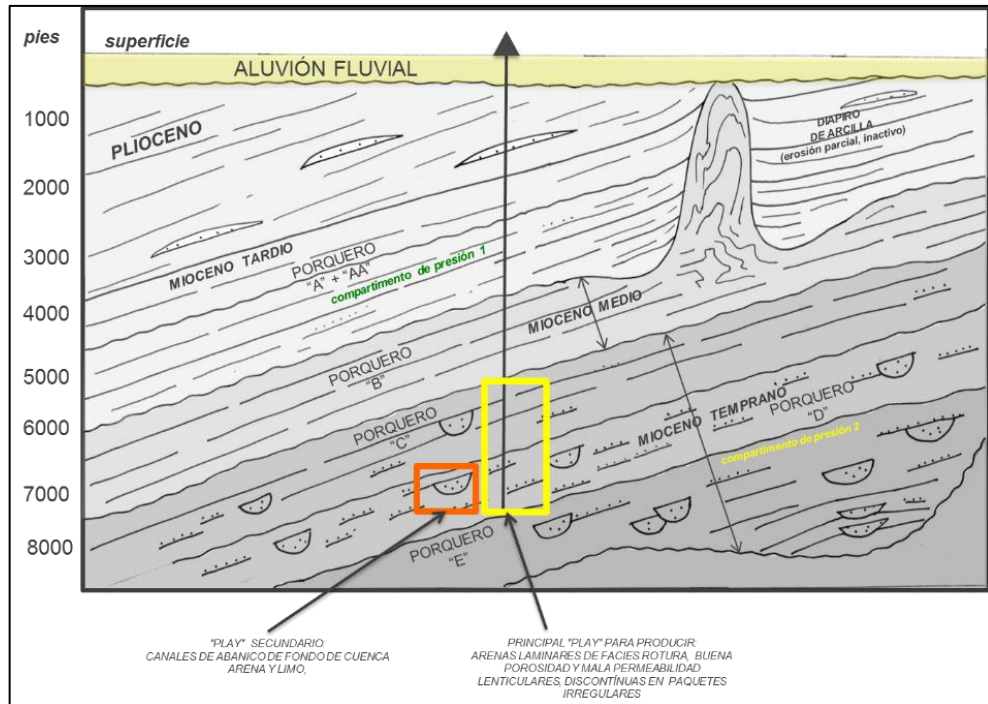 pies
superficie
ALUVIÓN FLUVIAL
1000
2000
3000
4000
5000
6000
7000
8000
PLIOCENO
DIAPIRO
DE ARCILLA
(erosión parcial, inactivo)
MIOCENO TARDIO
PORQUERO
"A" + "AA"
compartimento de presión 1
MIOCENO MEDIO
PORQUERO
"B"
PORQUERO
"C"
MIOCENO TEMPRANO
PORQUERO
"D"
compartimento de presión 2
PORQUERO
"E"
"PLAY" SECUNDARIO:
CANALES DE ABANICO DE FONDO DE CUENCA
ARENA Y LIMO,
PRINCIPAL "PLAY" PARA PRODUCIR:
ARENAS LAMINARES DE FACIES ROTURA, BUENA
POROSIDAD Y MALA PERMEABILIDAD
LENTICULARES, DISCONTÍNUAS EN PAQUETES
IRREGULARES